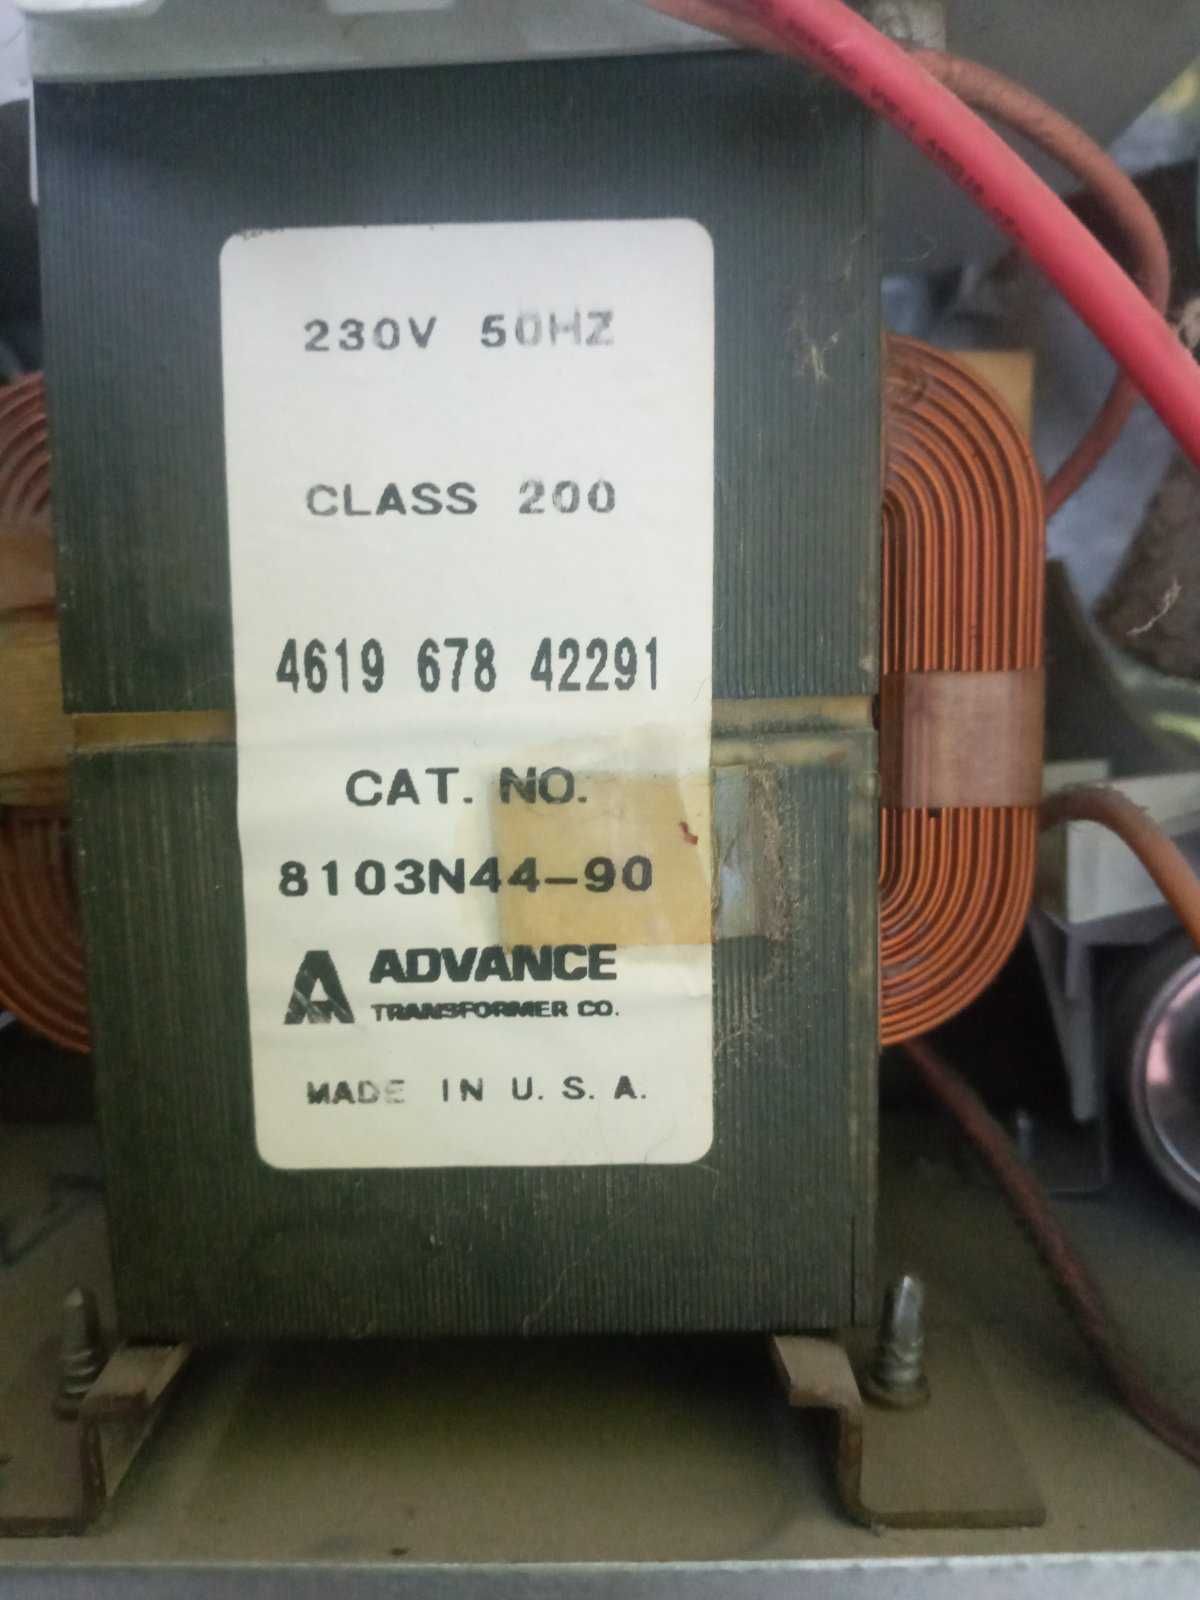 230V 50HZ
CLASS 200
4619 678 42291
CAT. NO.
8103N44-90
ADVANCE
TRANSFORMER CO.
MADE IN U. S. A.